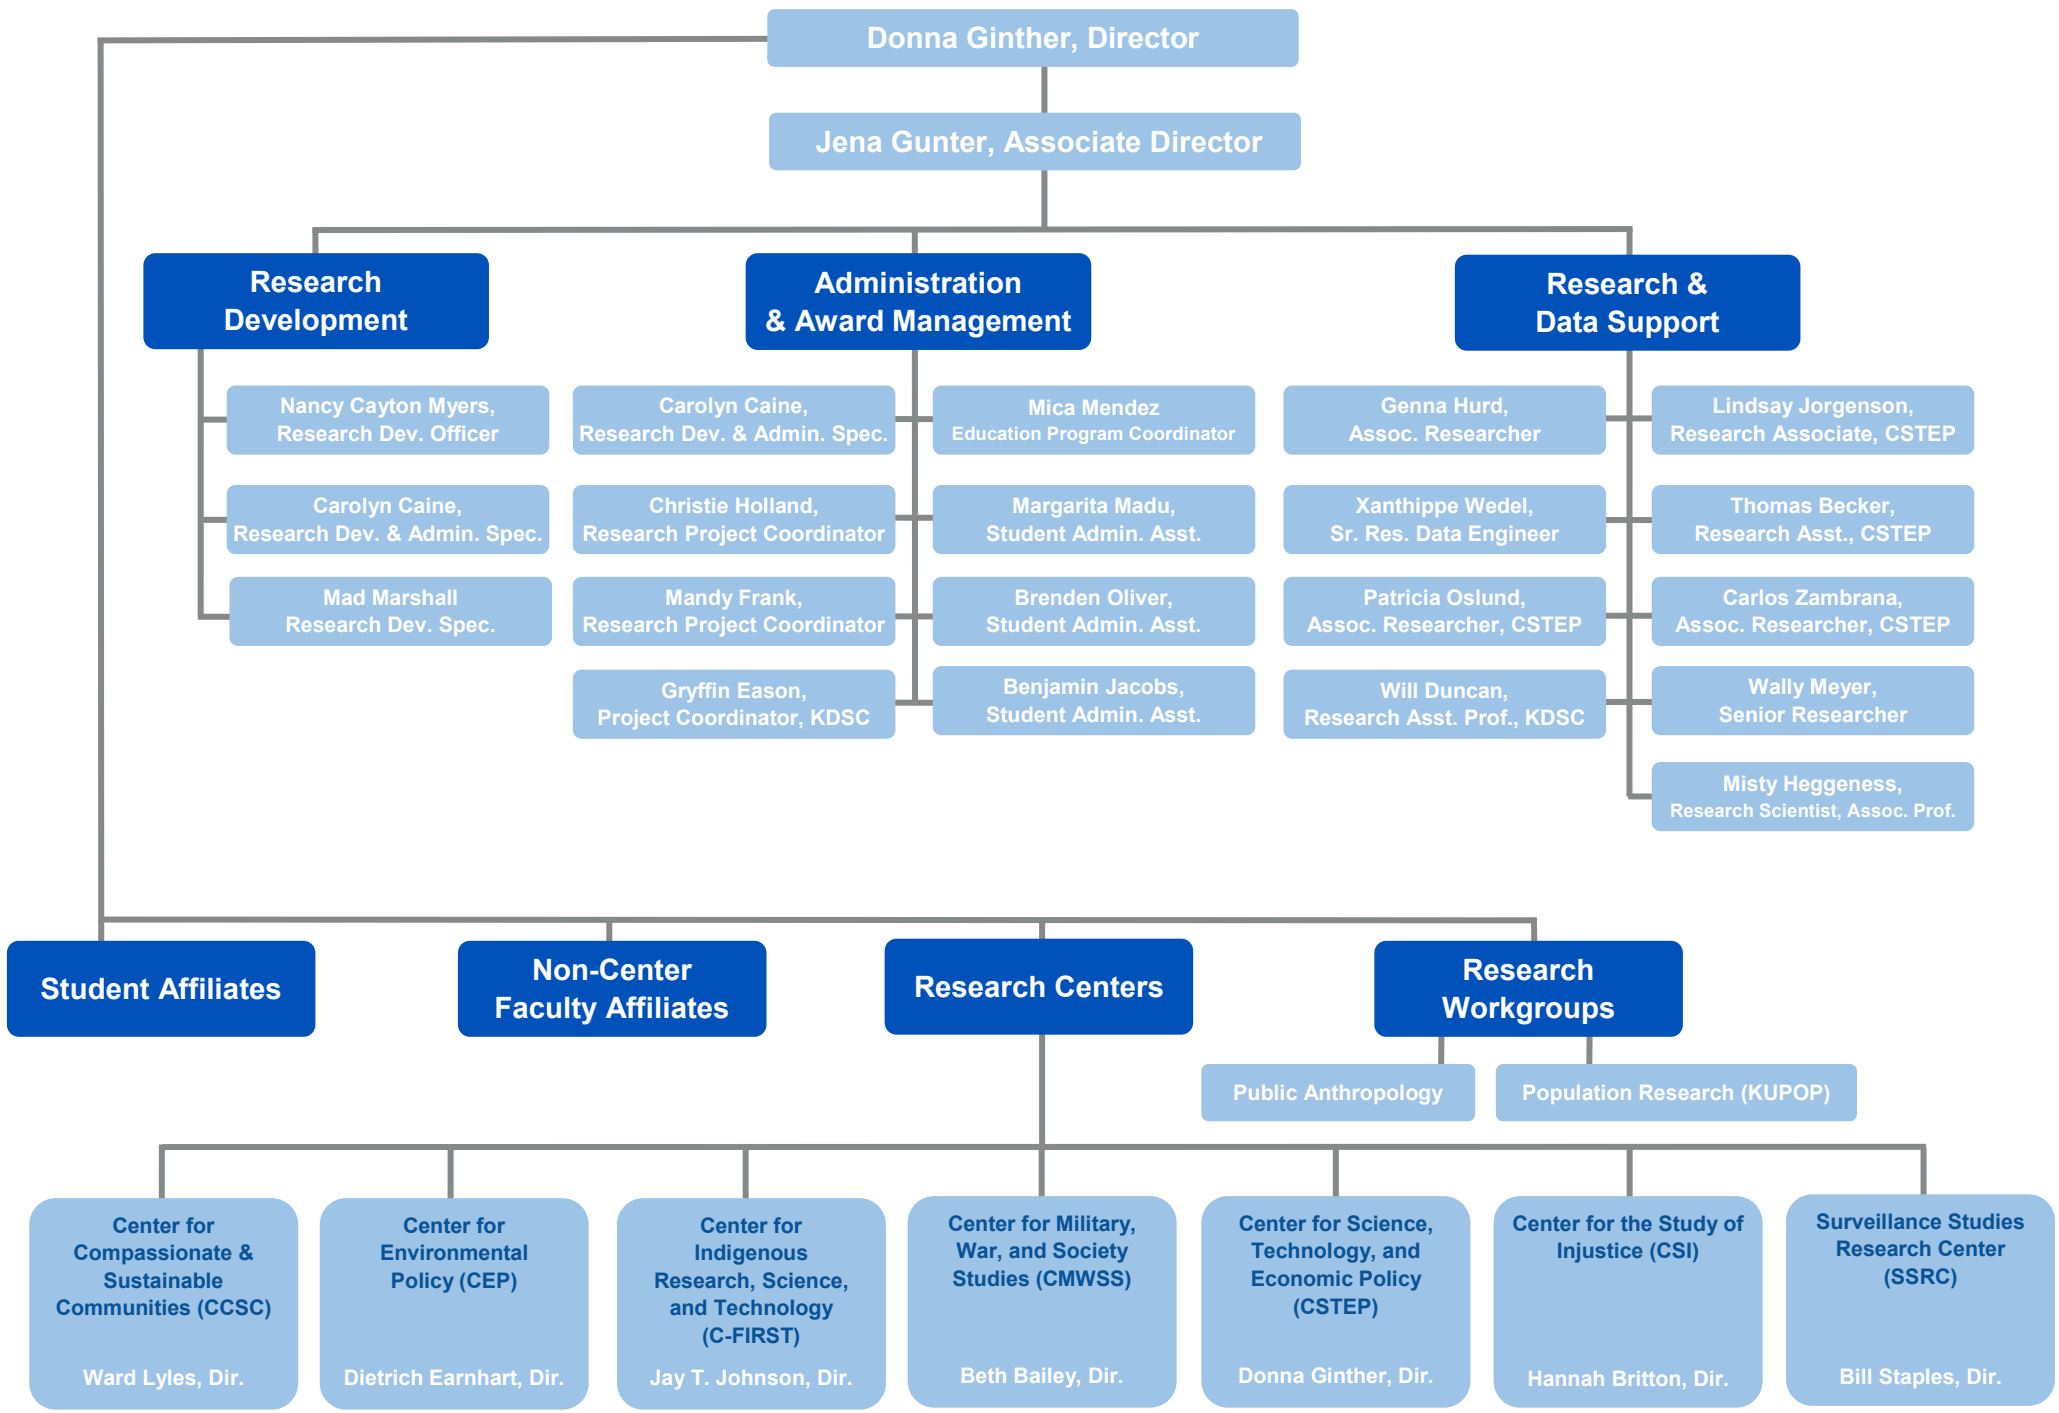 Donna Ginther, Director
Jena Gunter, Associate Director
Research
Development
Nancy Cayton Myers,
Research Dev. Officer
Carolyn Caine,
Research Dev. & Admin. Spec.
Mad Marshall
Research Dev. Spec.
Administration
& Award Management
Carolyn Caine,
Research Dev. & Admin. Spec.
Christie Holland,
Research Project Coordinator
Mandy Frank,
Research Project Coordinator
Gryffin Eason,
Project Coordinator, KDSC
Mica Mendez
Education Program Coordinator
Margarita Madu,
Student Admin. Asst.
Brenden Oliver,
Student Admin. Asst.
Benjamin Jacobs,
Student Admin. Asst.
Research &
Data Support
Genna Hurd,
Assoc. Researcher
Xanthippe Wedel,
Sr. Res. Data Engineer
Patricia Oslund,
Assoc. Researcher, CSTEP
Will Duncan,
Research Asst. Prof., KDSC
Lindsay Jorgenson,
Research Associate, CSTEP
Thomas Becker,
Research Asst., CSTEP
Carlos Zambrana,
Assoc. Researcher, CSTEP
Wally Meyer,
Senior Researcher
Misty Heggeness,
Research Scientist, Assoc. Prof.
Student Affiliates
Non-Center
Faculty Affiliates
Research Centers
Research
Workgroups
Public Anthropology
Population Research (KUPOP)
Center for
Compassionate &
Sustainable
Communities (CCSC)
Ward Lyles, Dir.
Center for
Environmental
Policy (CEP)
Dietrich Earnhart, Dir.
Center for
Indigenous
Research, Science,
and Technology
(C-FIRST)
Jay T. Johnson, Dir.
Center for Military,
War, and Society
Studies (CMWSS)
Beth Bailey, Dir.
Center for Science,
Technology, and
Economic Policy
(CSTEP)
Donna Ginther, Dir.
Center for the Study of
Injustice (CSI)
Hannah Britton, Dir.
Surveillance Studies
Research Center
(SSRC)
Bill Staples, Dir.